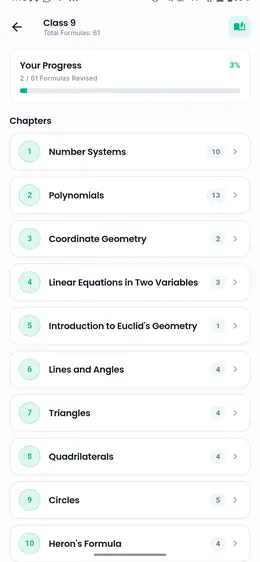 Class 9
Total Formulas: 61
Your Progress
3%
2 / 61 Formulas Revised
Chapters
1 Number Systems 10
2 Polynomials 13
3 Coordinate Geometry 2
4 Linear Equations in Two Variables 3
5 Introduction to Euclid's Geometry 1
6 Lines and Angles 4
7 Triangles 4
8 Quadrilaterals 4
9 Circles 5
10 Heron's Formula 4